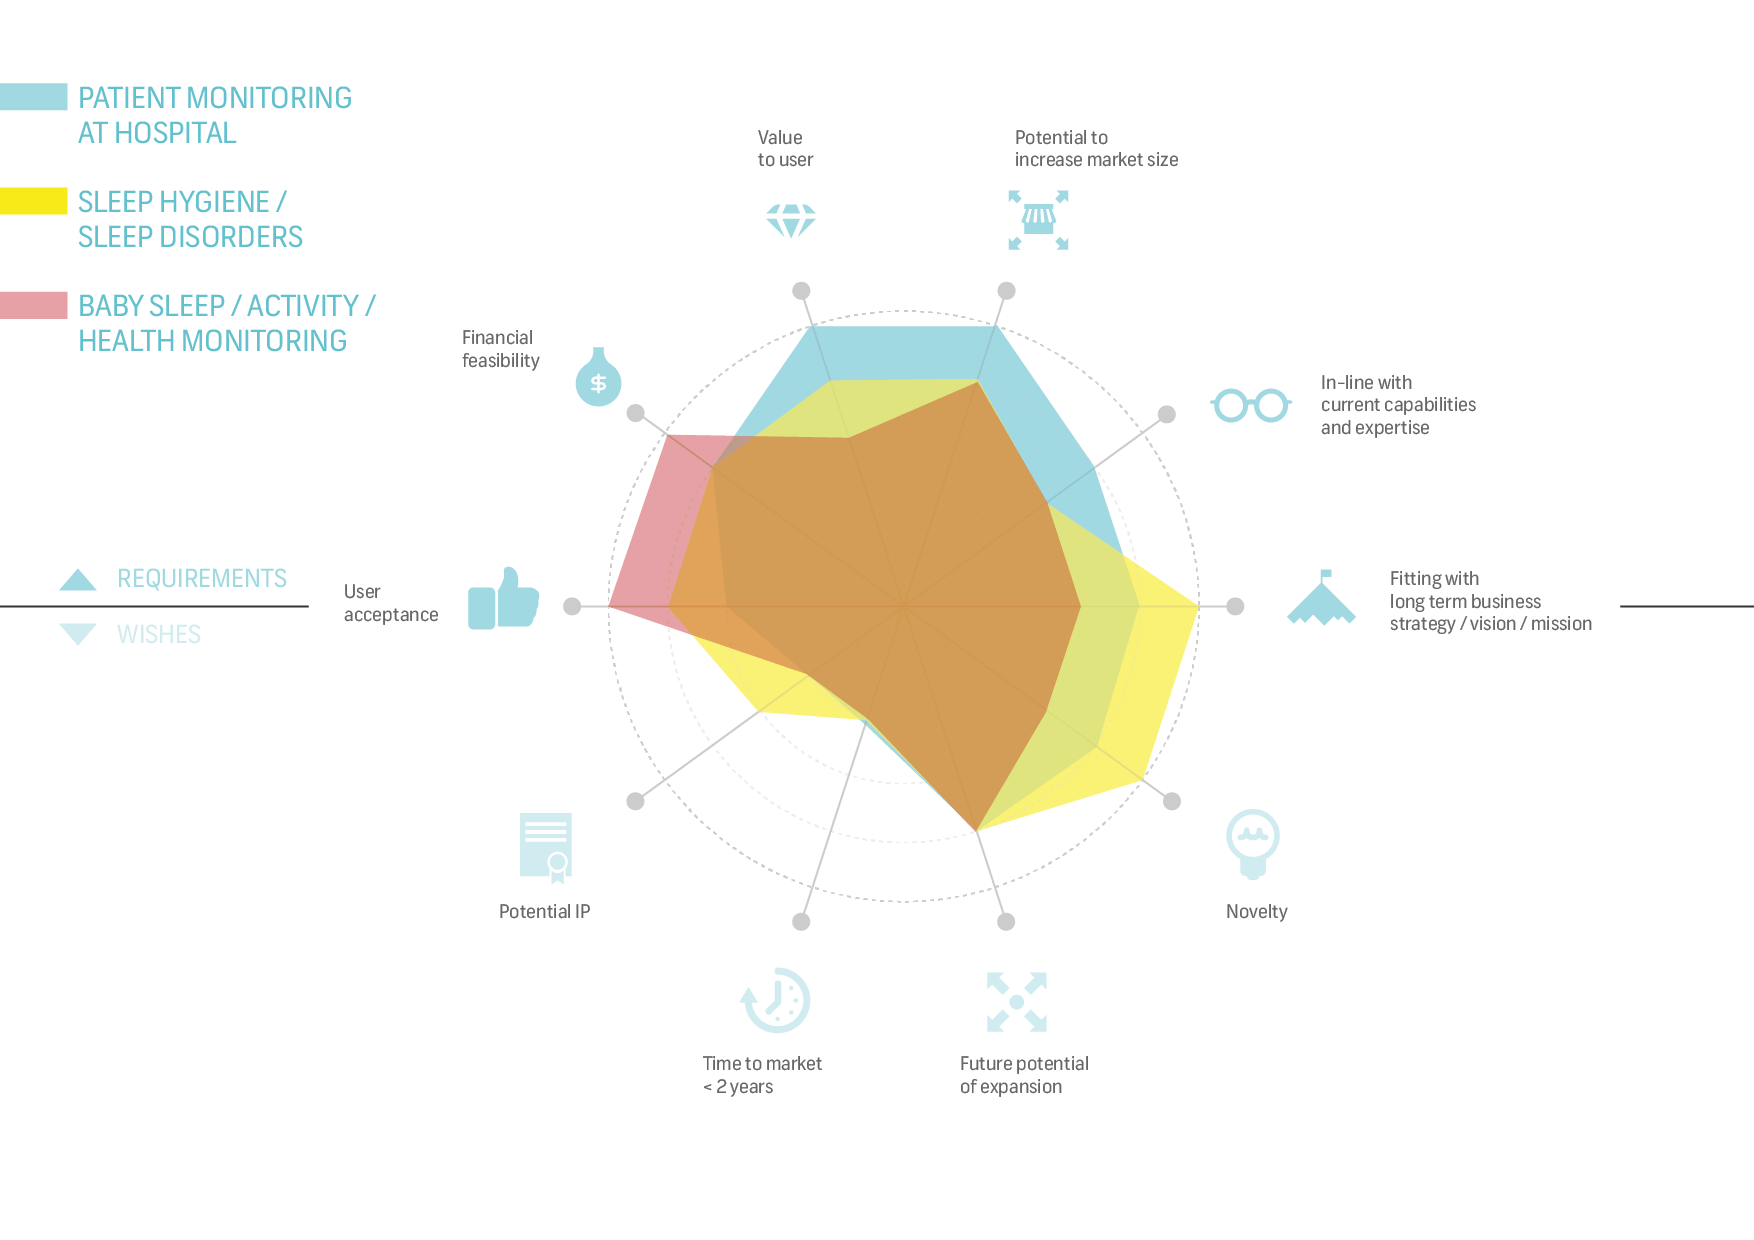 PATIENT MONITORING
AT HOSPITAL
SLEEP HYGIENE /
SLEEP DISORDERS
BABY SLEEP / ACTIVITY /
HEALTH MONITORING
Value
to user
Potential to
increase market size
Financial
feasibility
$
In-line with
current capabilities
and expertise
REQUIREMENTS
WISHES
User
acceptance
Fitting with
long term business
strategy / vision / mission
Potential IP
Novelty
Time to market
< 2 years
Future potential
of expansion